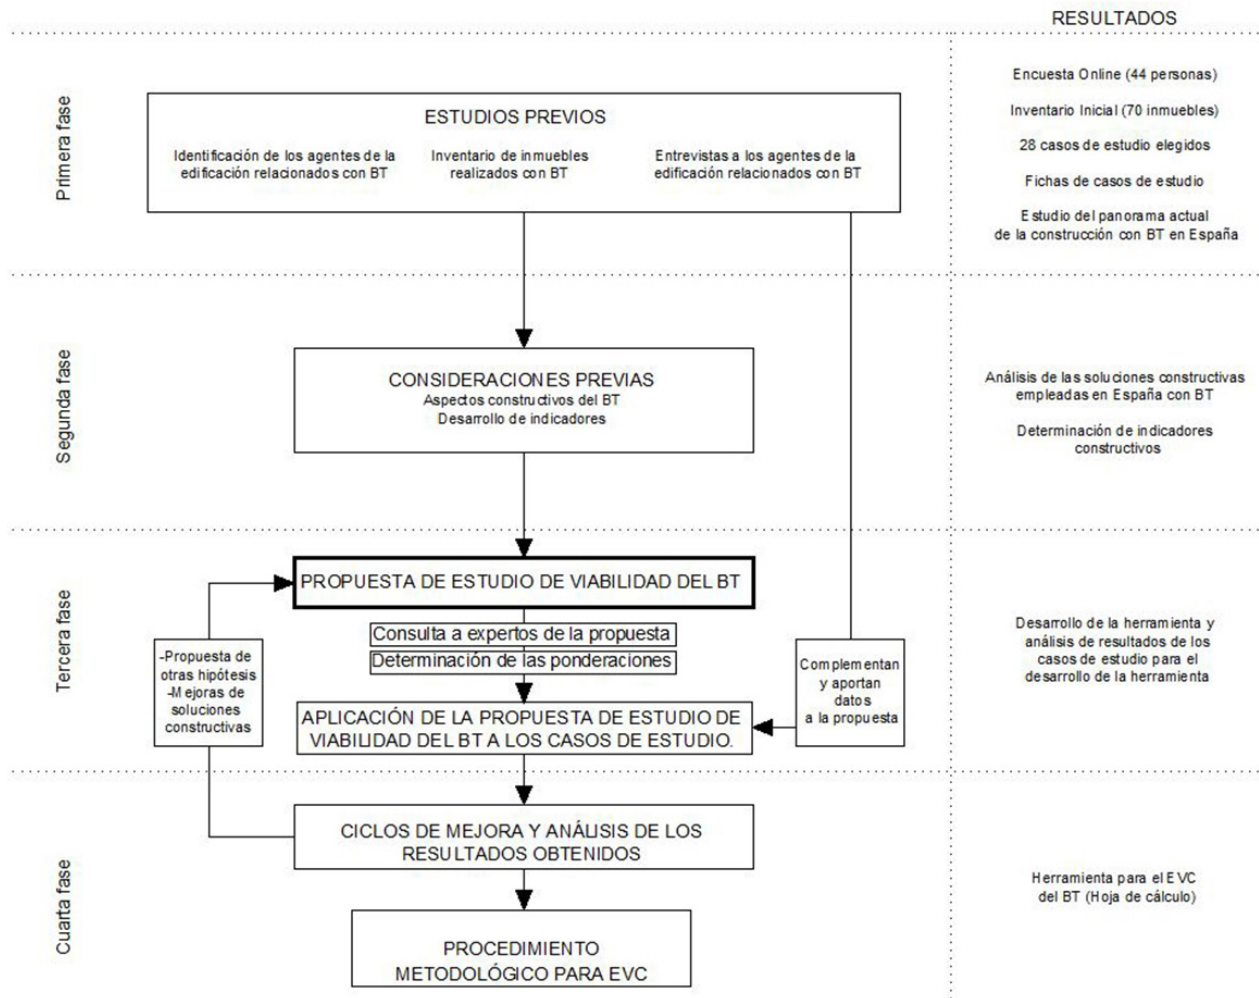 RESULTADOS
Primera fase
ESTUDIOS PREVIOS
Identificación de los agentes de la
edificación relacionados con BT
Inventario de inmuebles
realizados con BT
Entrevistas a los agentes de la
edificación relacionados con BT
Encuesta Online (44 personas)
Inventario Inicial (70 inmuebles)
28 casos de estudio elegidos
Fichas de casos de estudio
Estudio del panorama actual
de la construcción con BT en España
Segunda fase
CONSIDERACIONES PREVIAS
Aspectos constructivos del BT
Desarrollo de indicadores
Análisis de las soluciones constructivas
empleadas en España con BT
Determinación de indicadores
constructivos
Tercera fase
PROPUESTA DE ESTUDIO DE VIABILIDAD DEL BT
Consulta a expertos de la propuesta
Determinación de las ponderaciones
-Propuesta de
otras hipótesis
-Mejoras de
soluciones
constructivas
Complementan
y aportan
datos
a la propuesta
APLICACIÓN DE LA PROPUESTA DE ESTUDIO DE
VIABILIDAD DEL BT A LOS CASOS DE ESTUDIO.
Desarrollo de la herramienta y
análisis de resultados de los
casos de estudio para el
desarrollo de la herramienta
Cuarta fase
CICLOS DE MEJORA Y ANÁLISIS DE LOS
RESULTADOS OBTENIDOS
PROCEDIMIENTO
METODOLÓGICO PARA EVC
Herramienta para el EVC
del BT (Hoja de cálculo)